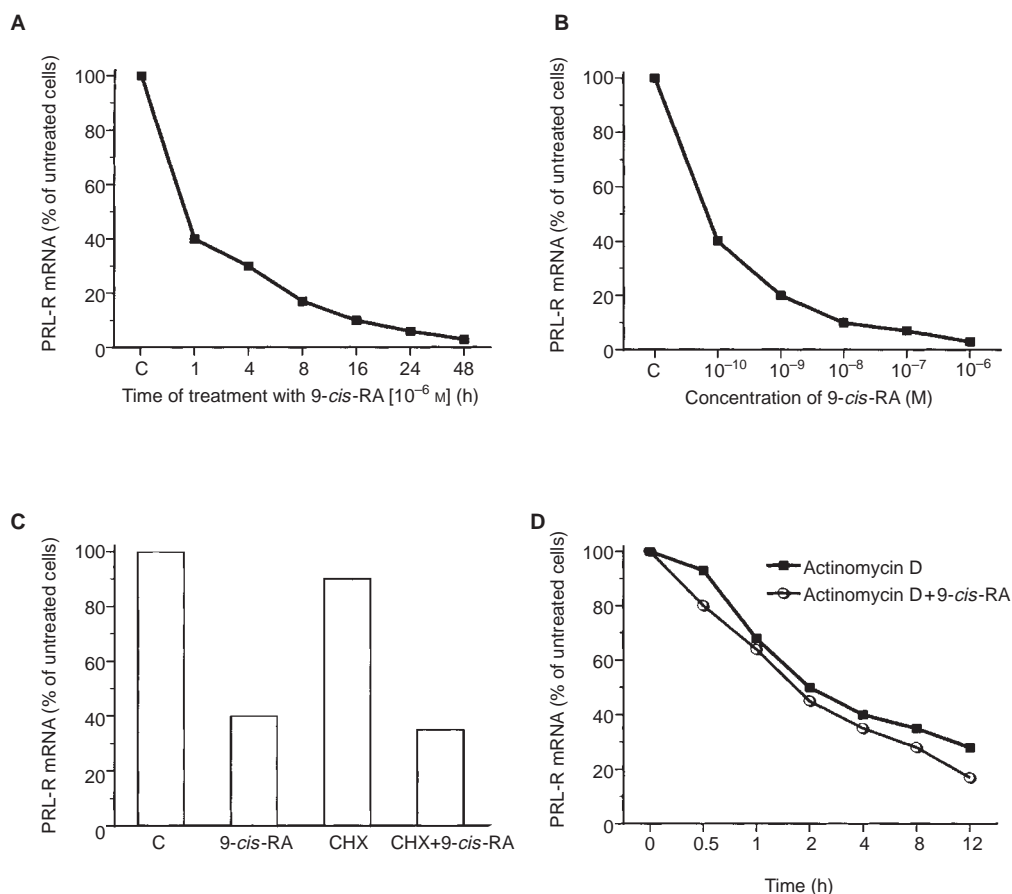 A
PRL-R mRNA (% of untreated cells)
100
80
60
40
20
0
C 1 4 8 16 24 48
Time of treatment with 9-cis-RA [10⁻⁶ M] (h)
B
PRL-R mRNA (% of untreated cells)
100
80
60
40
20
0
C 10⁻¹⁰ 10⁻⁹ 10⁻⁸ 10⁻⁷ 10⁻⁶
Concentration of 9-cis-RA (M)
C
PRL-R mRNA (% of untreated cells)
100
80
60
40
20
0
C 9-cis-RA CHX CHX+9-cis-RA
D
PRL-R mRNA (% of untreated cells)
100
80
60
40
20
0
Actinomycin D
Actinomycin D+9-cis-RA
0 0.5 1 2 4 8 12
Time (h)